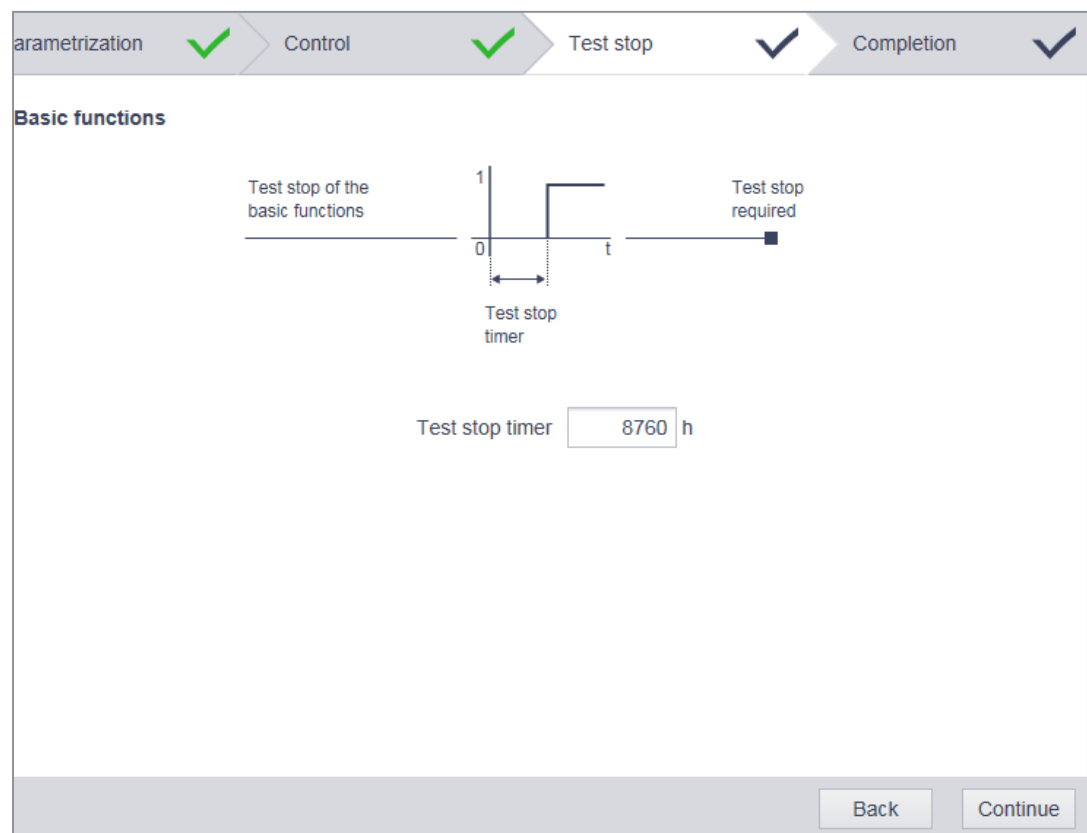 arametrization
Control
Test stop
Completion
Basic functions
Test stop of the
basic functions
1
0
t
Test stop
required
Test stop
timer
Test stop timer 8760 h
Back
Continue